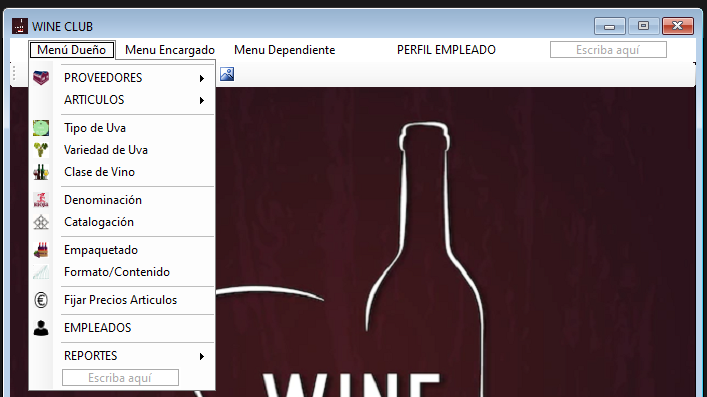 WINE CLUB
Menú Dueño Menu Encargado Menu Dependiente PERFIL EMPLEADO Escriba aquí
PROVEEDORES
ARTICULOS
Tipo de Uva
Variedad de Uva
Clase de Vino
Denominación
RIOJA
Catalogación
Empaquetado
Formato/Contenido
Fijar Precios Articulos
EMPLEADOS
REPORTES
Escriba aquí
WINE